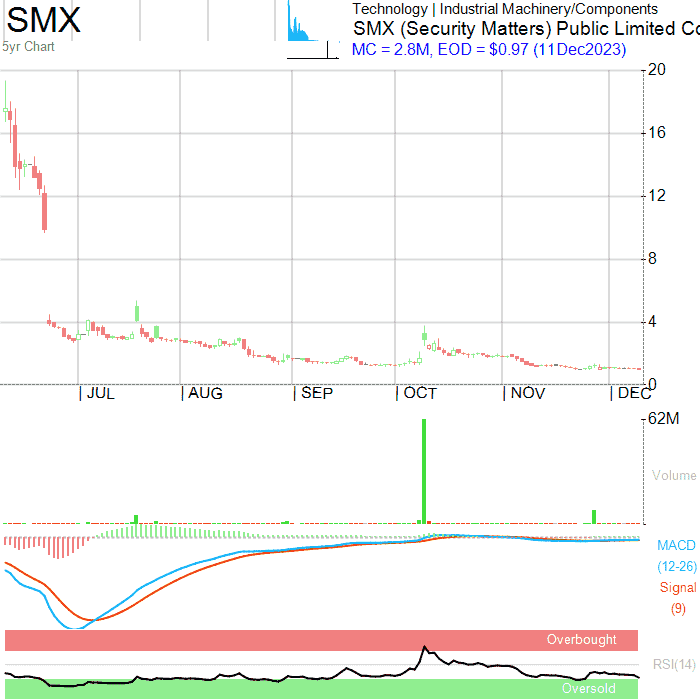 SMX
5yr Chart
Technology | Industrial Machinery/Components
SMX (Security Matters) Public Limited Co
MC = 2.8M, EOD = $0.97 (11Dec2023)
20
16
12
8
4
0
| JUL | AUG | SEP | OCT | NOV | DEC
62M
Volume
MACD
(12-26)
Signal
(9)
Overbought
RSI(14)
Oversold